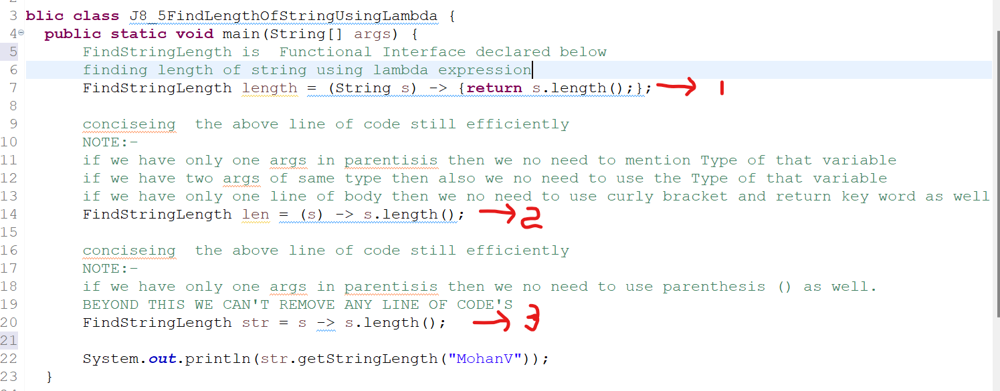 3 blic class J8_5FindLengthOfStringUsingLambda {
4 public static void main(String[] args) {
5 FindStringLength is  Functional Interface declared below
6 finding length of string using lambda expression
7 FindStringLength length = (String s) -> {return s.length();}; 1
8
9 conciseing  the above line of code still efficiently
10 NOTE:-
11 if we have only one args in parentisis then we no need to mention Type of that variable
12 if we have two args of same type then also we no need to use the Type of that variable
13 if we have only one line of body then we no need to use curly bracket and return key word as well
14 FindStringLength len = (s) -> s.length(); 2
15
16 conciseing  the above line of code still efficiently
17 NOTE:-
18 if we have only one args in parentisis then we no need to use parenthesis () as well.
19 BEYOND THIS WE CAN'T REMOVE ANY LINE OF CODE'S
20 FindStringLength str = s -> s.length(); 3
21
22 System.out.println(str.getStringLength("MohanV"));
23 }